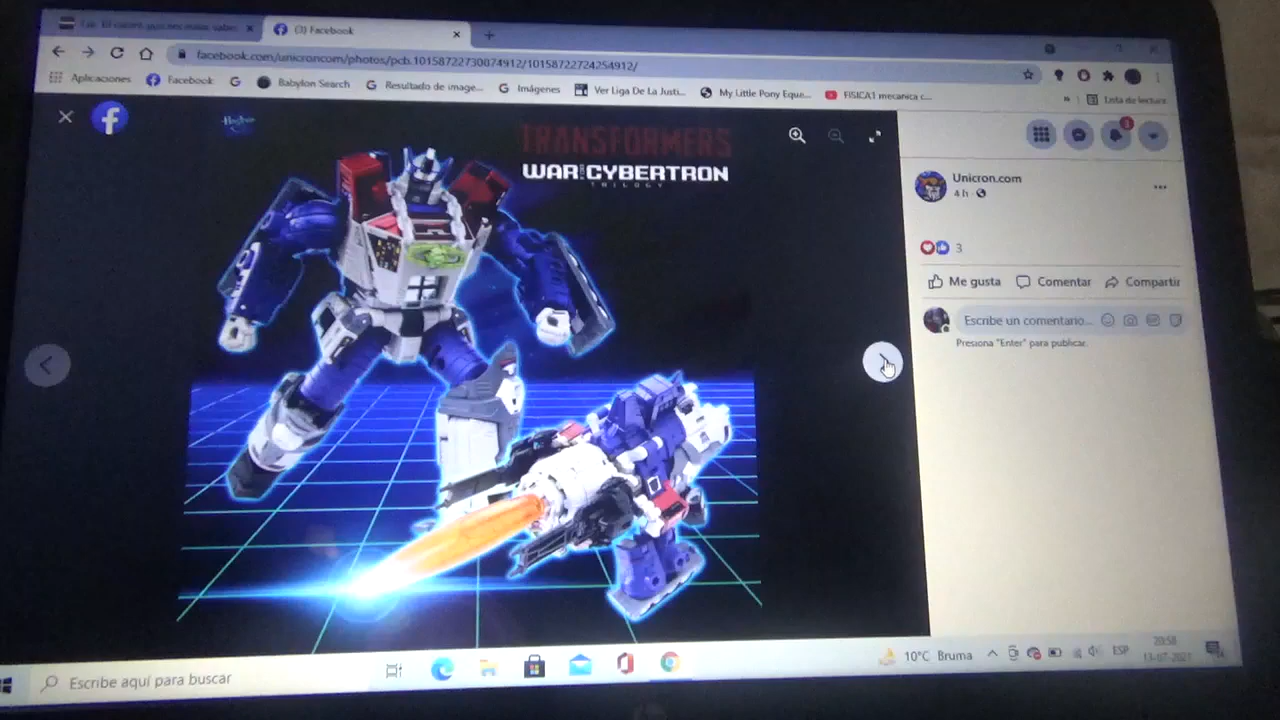 (3) Facebook
facebook.com/unicroncom/photos/pcb.10158722730874912/10158722724254912/
Aplicaciones
Facebook
Babylon Search
Resultado de image...
Imágenes
Ver Liga De La Justi...
My Little Pony Eque...
FISICA1 mecanica c...
Lista de lectura
Hasbro
TRANSFORMERS
WAR FOR CYBERTRON
TRILOGY
1
Unicron.com
4 h
3
Me gusta
Comentar
Compartir
Escribe un comentario...
Presiona "Enter" para publicar.
Escribe aquí para buscar
10°C Bruma
ESP
20:58
13-07-2021